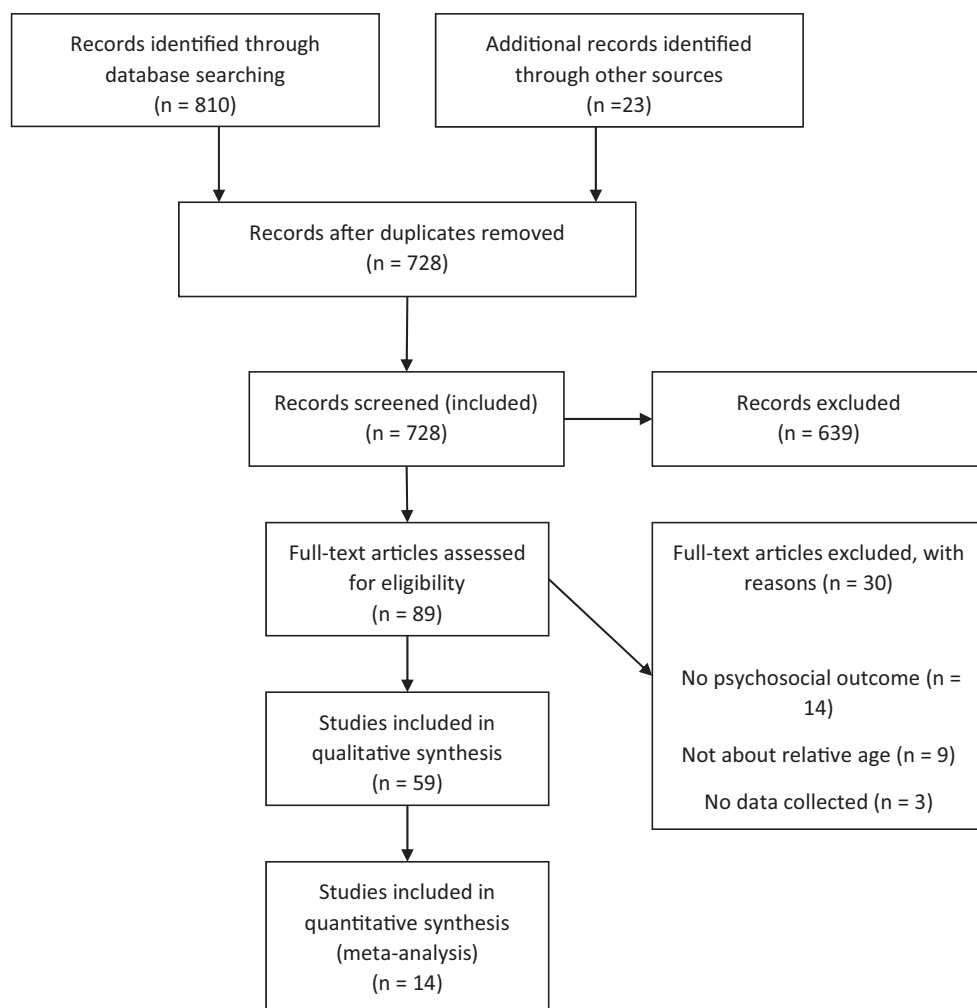 Records identified through
database searching
(n = 810)
Additional records identified
through other sources
(n =23)
Records after duplicates removed
(n = 728)
Records screened (included)
(n = 728)
Records excluded
(n = 639)
Full-text articles assessed
for eligibility
(n = 89)
Full-text articles excluded, with
reasons (n = 30)
No psychosocial outcome (n =
14)
Not about relative age (n = 9)
No data collected (n = 3)
Studies included in
qualitative synthesis
(n = 59)
Studies included in
quantitative synthesis
(meta-analysis)
(n = 14)